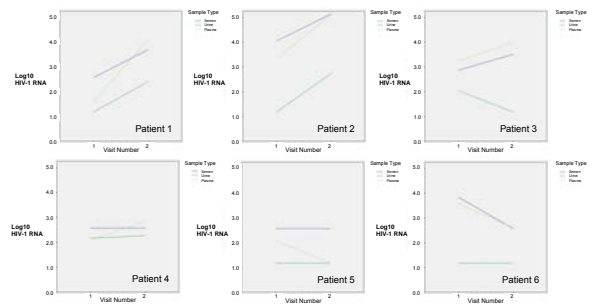 Sample Type
Semen
Urine
Plasma
5.0
4.0
3.0
2.0
1.0
0.0
Log10
HIV-1 RNA
Patient 1
1
2
Visit Number
Sample Type
Semen
Urine
Plasma
5.0
4.0
3.0
2.0
1.0
0.0
Log10
HIV-1 RNA
Patient 2
1
2
Visit Number
Sample Type
Semen
Urine
Plasma
5.0
4.0
3.0
2.0
1.0
0.0
Log10
HIV-1 RNA
Patient 3
1
2
Visit Number
Sample Type
Semen
Urine
Plasma
5.0
4.0
3.0
2.0
1.0
0.0
Log10
HIV-1 RNA
Patient 4
1
2
Visit Number
Sample Type
Semen
Urine
Plasma
5.0
4.0
3.0
2.0
1.0
0.0
Log10
HIV-1 RNA
Patient 5
1
2
Visit Number
Sample Type
Semen
Urine
Plasma
5.0
4.0
3.0
2.0
1.0
0.0
Log10
HIV-1 RNA
Patient 6
1
2
Visit Number